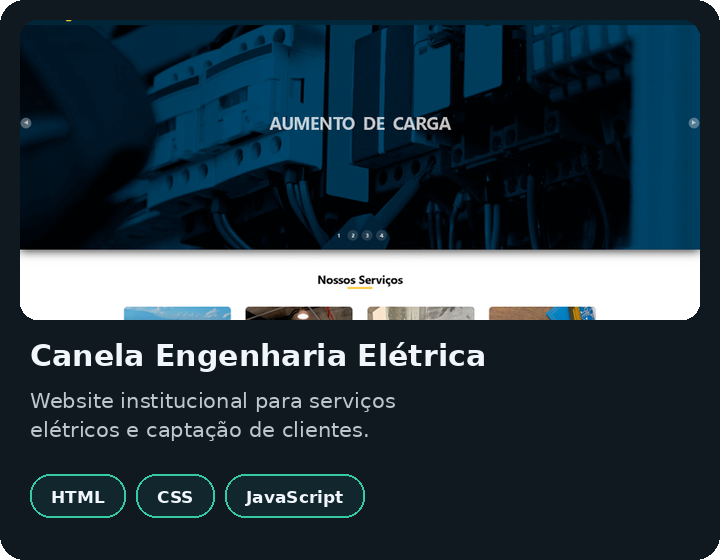 AUMENTO DE CARGA
1 2 3 4
Nossos Serviços
Canela Engenharia Elétrica
Website institucional para serviços
elétricos e captação de clientes.
HTML CSS JavaScript